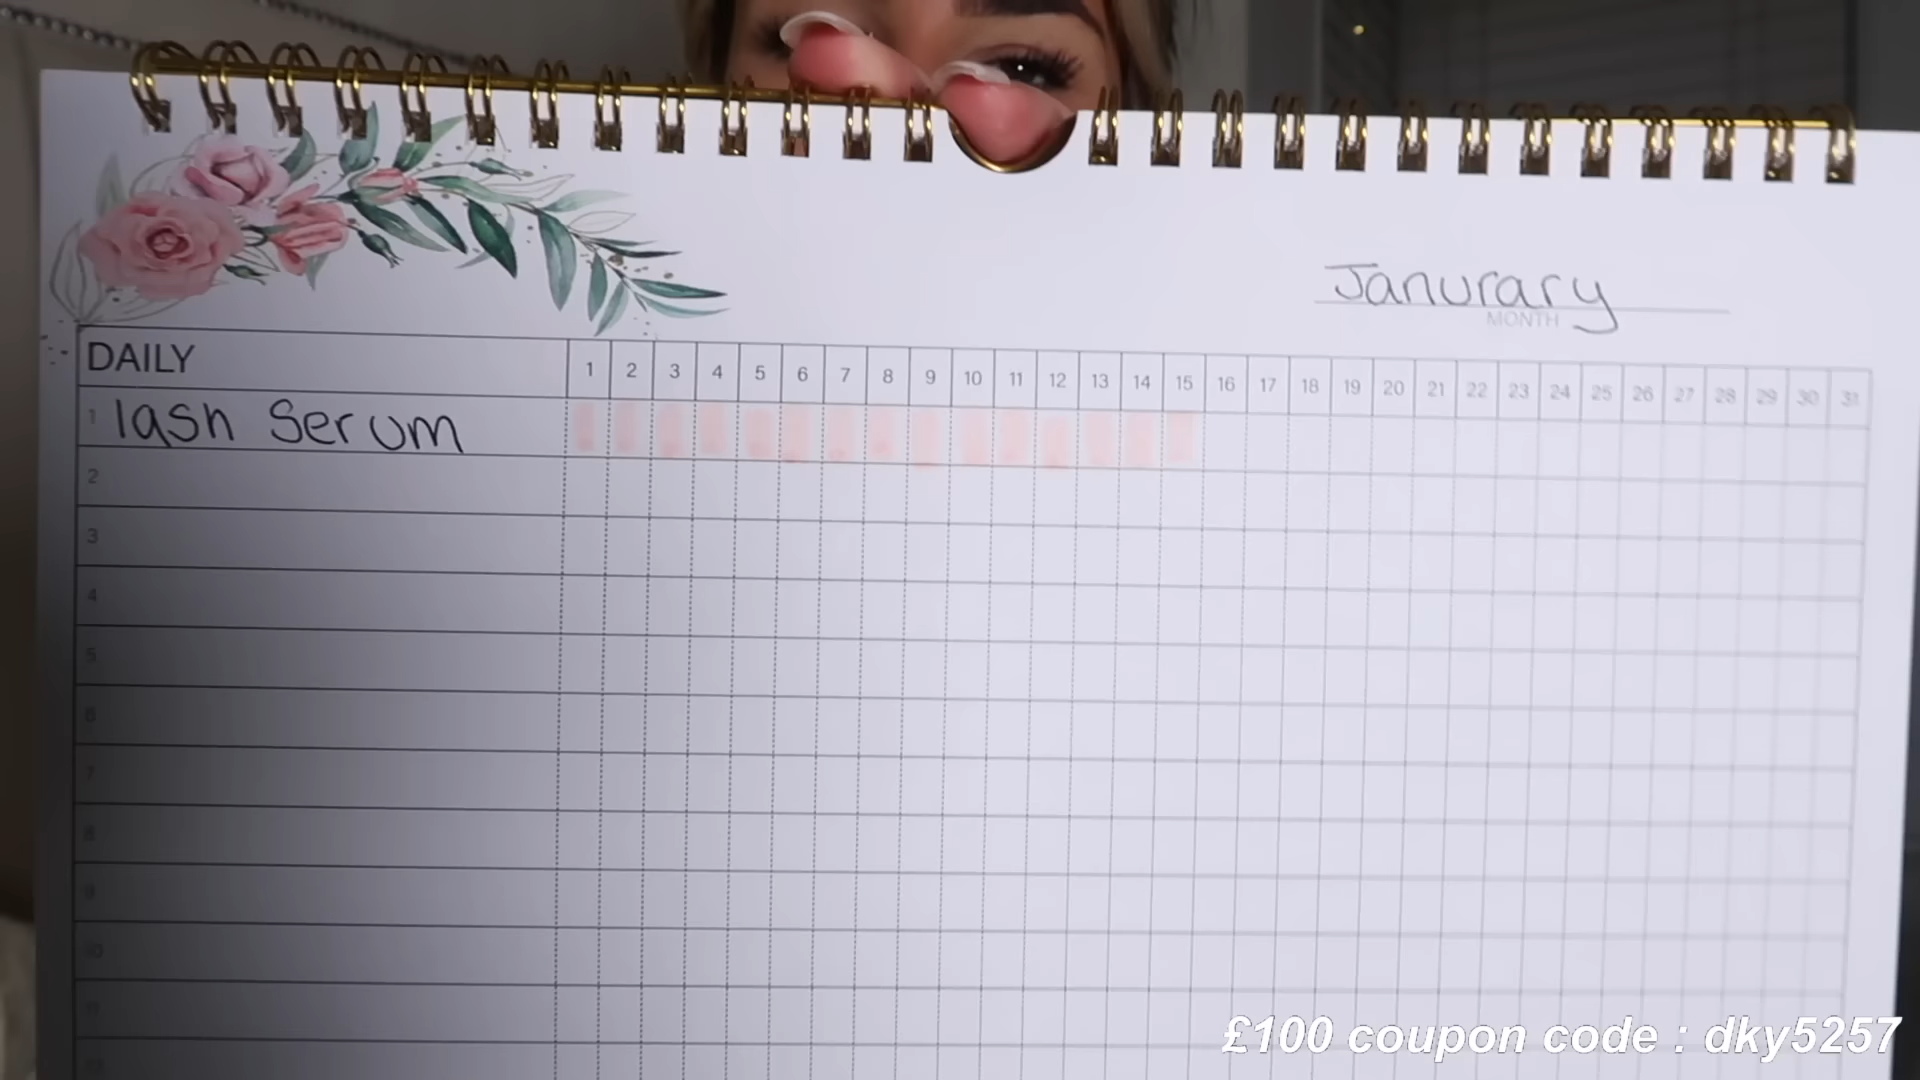 Janurary
MONTH
DAILY 1 2 3 4 5 6 7 8 9 10 11 12 13 14 15 16 17 18 19 20 21 22 23 24 25 26 27 28 29 30 31
1 lash Serum
2
3
4
5
6
7
8
9
10
£100 coupon code : dky5257